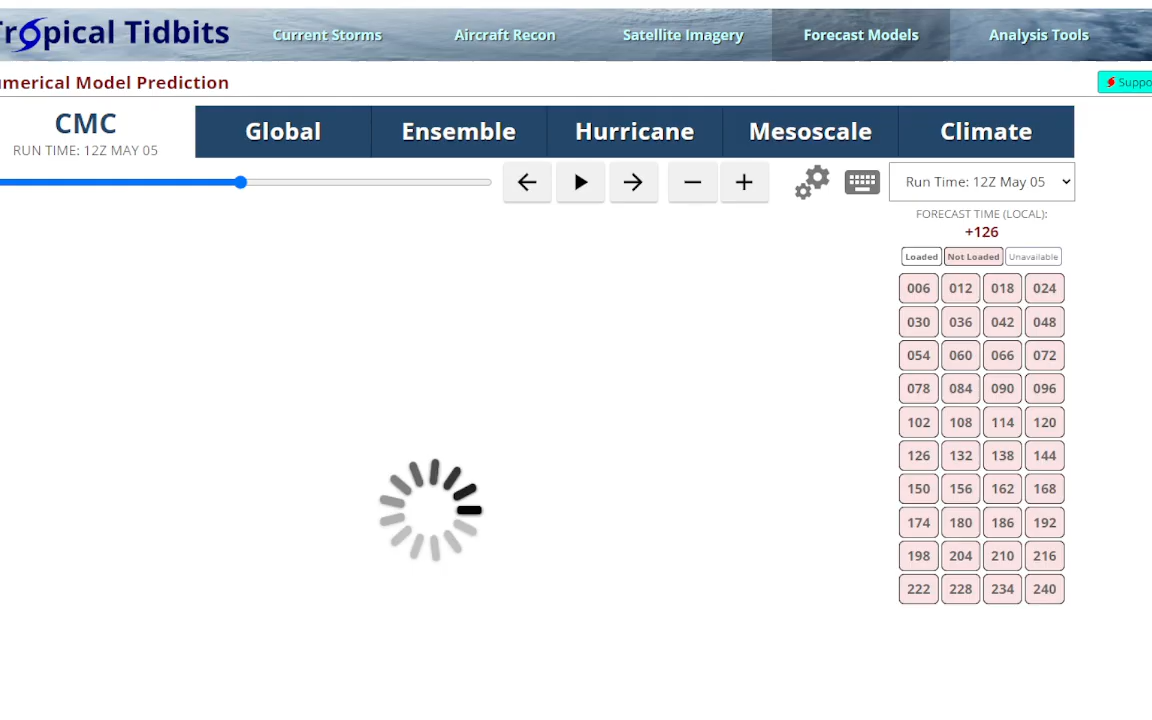 Tropical Tidbits
Current Storms Aircraft Recon Satellite Imagery Forecast Models Analysis Tools
umerical Model Prediction
Suppo
CMC
RUN TIME: 12Z MAY 05
Global Ensemble Hurricane Mesoscale Climate
Run Time: 12Z May 05
FORECAST TIME (LOCAL):
+126
Loaded Not Loaded Unavailable
006 012 018 024
030 036 042 048
054 060 066 072
078 084 090 096
102 108 114 120
126 132 138 144
150 156 162 168
174 180 186 192
198 204 210 216
222 228 234 240